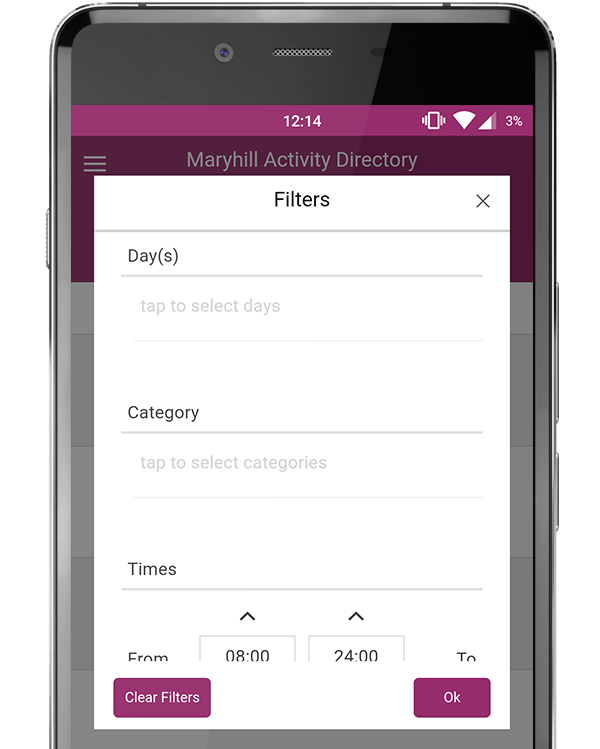 12:14
3%
Maryhill Activity Directory
Filters
Day(s)
tap to select days
Category
tap to select categories
Times
From 08:00 24:00 To
Clear Filters Ok